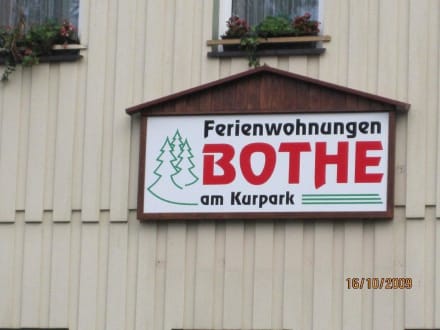 Ferienwohnungen
BOTHE
am Kurpark
16/10/2009